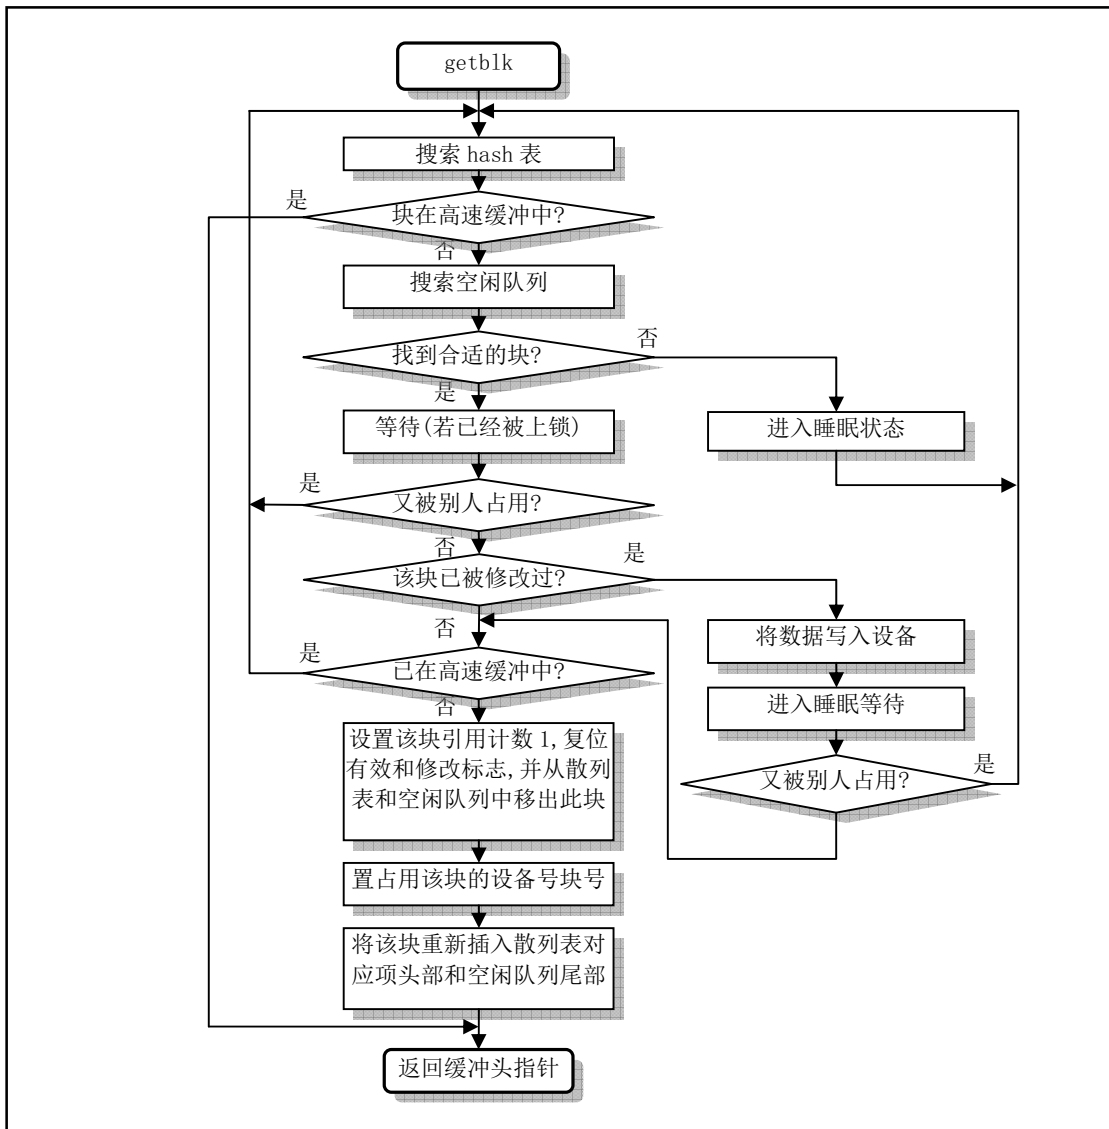 getblk
搜索 hash 表
是
块在高速缓冲中?
否
搜索空闲队列
找到合适的块?
否
是
等待(若已经被上锁)
进入睡眠状态
是
又被别人占用?
否
是
该块已被修改过?
否
将数据写入设备
是
已在高速缓冲中?
进入睡眠等待
否
设置该块引用计数 1,复位
有效和修改标志,并从散列
表和空闲队列中移出此块
又被别人占用?
是
置占用该块的设备号块号
将该块重新插入散列表对
应项头部和空闲队列尾部
返回缓冲头指针